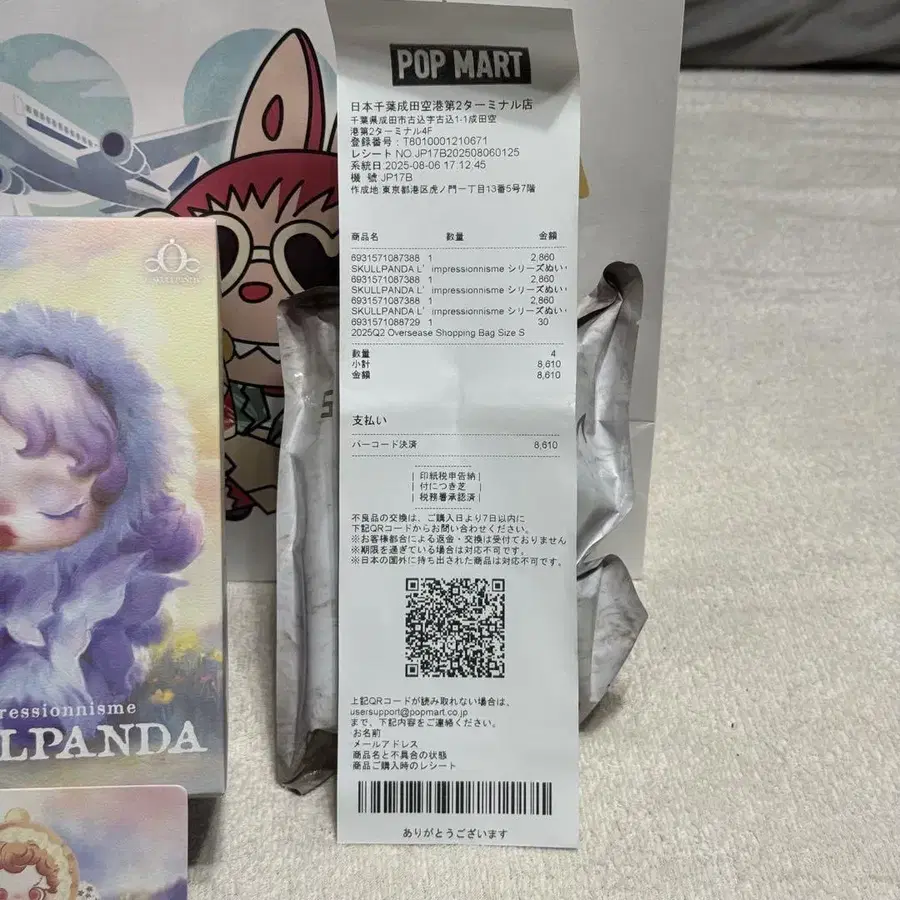 POP MART
日本千葉成田空港第2ターミナル店
千葉県成田市古込字古込1-1成田空
港第2ターミナル4F
登録番号：T8010001210671
レシート NO.JP17B202508060125
系統日:2025-08-06 17:12:45
機 號:JP17B
作成地:東京都港区虎ノ門一丁目13番5号7階
商品名 数量 金額
6931571087388 1 2,860
SKULLPANDA L' impressionnisme シリーズぬい
6931571087388 1 2,860
SKULLPANDA L' impressionnisme シリーズぬい
6931571087388 1 2,860
SKULLPANDA L' impressionnisme シリーズぬい
6931571088729 1 30
2025Q2 Oversease Shopping Bag Size S
数量 4
小計 8,610
金額 8,610
支払い
バーコード決済 8,610
印紙税申告納
付につき芝
税務署承認済
不良品の交換は、ご購入日より7日以内に
下記QRコードからお問い合わせください。
※お客様都合による返金・交換は受付ておりません
※期限を過ぎている場合は対応不可です。
※日本の国外に持ち出された商品は対応不可です。
上記QRコードが読み取れない場合は、
usersupport@popmart.co.jp
まで、下記内容をご連絡ください。
お名前
メールアドレス
商品名と不具合の状態
商品ご購入時のレシート
ありがとうございます
SKULLPANDA
ressionnisme
LLPANDA